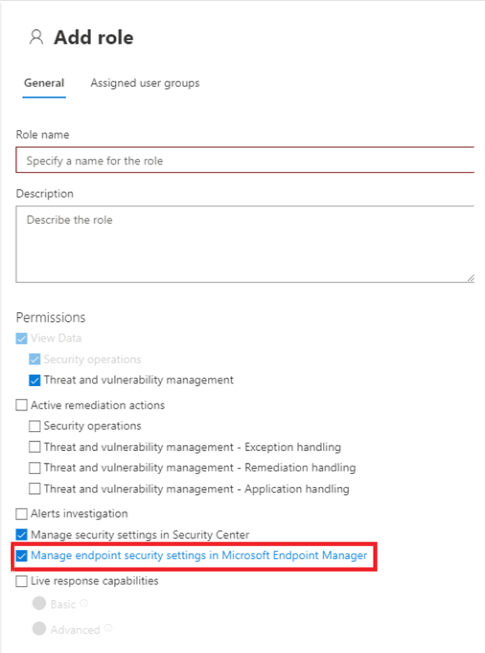 Add role
General Assigned user groups
Role name
Specify a name for the role
Description
Describe the role
Permissions
View Data
Security operations
Threat and vulnerability management
Active remediation actions
Security operations
Threat and vulnerability management - Exception handling
Threat and vulnerability management - Remediation handling
Threat and vulnerability management - Application handling
Alerts investigation
Manage security settings in Security Center
Manage endpoint security settings in Microsoft Endpoint Manager
Live response capabilities
Basic
Advanced